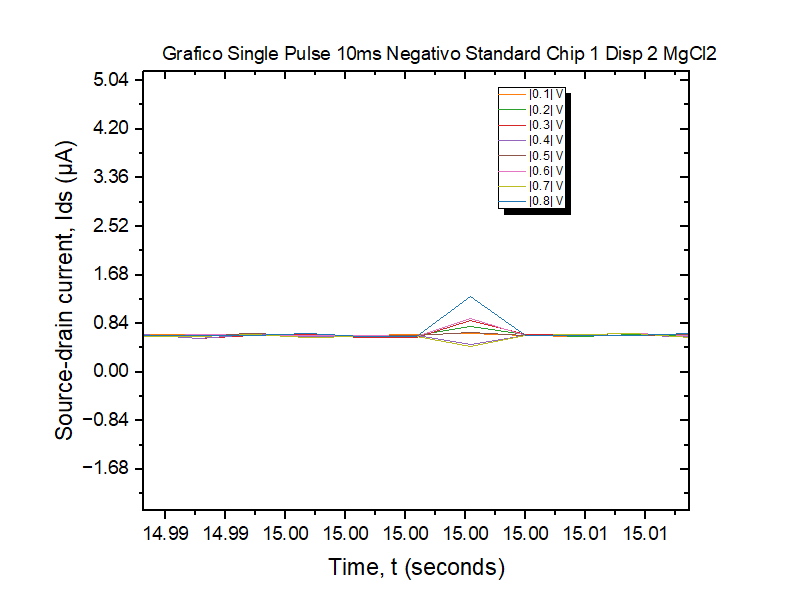 Grafico Single Pulse 10ms Negativo Standard Chip 1 Disp 2 MgCl2
|0.1| V
|0.2| V
|0.3| V
|0.4| V
|0.5| V
|0.6| V
|0.7| V
|0.8| V
Source-drain current, Ids (µA)
5.04
4.20
3.36
2.52
1.68
0.84
0.00
−0.84
−1.68
14.99 14.99 15.00 15.00 15.00 15.00 15.00 15.01 15.01
Time, t (seconds)